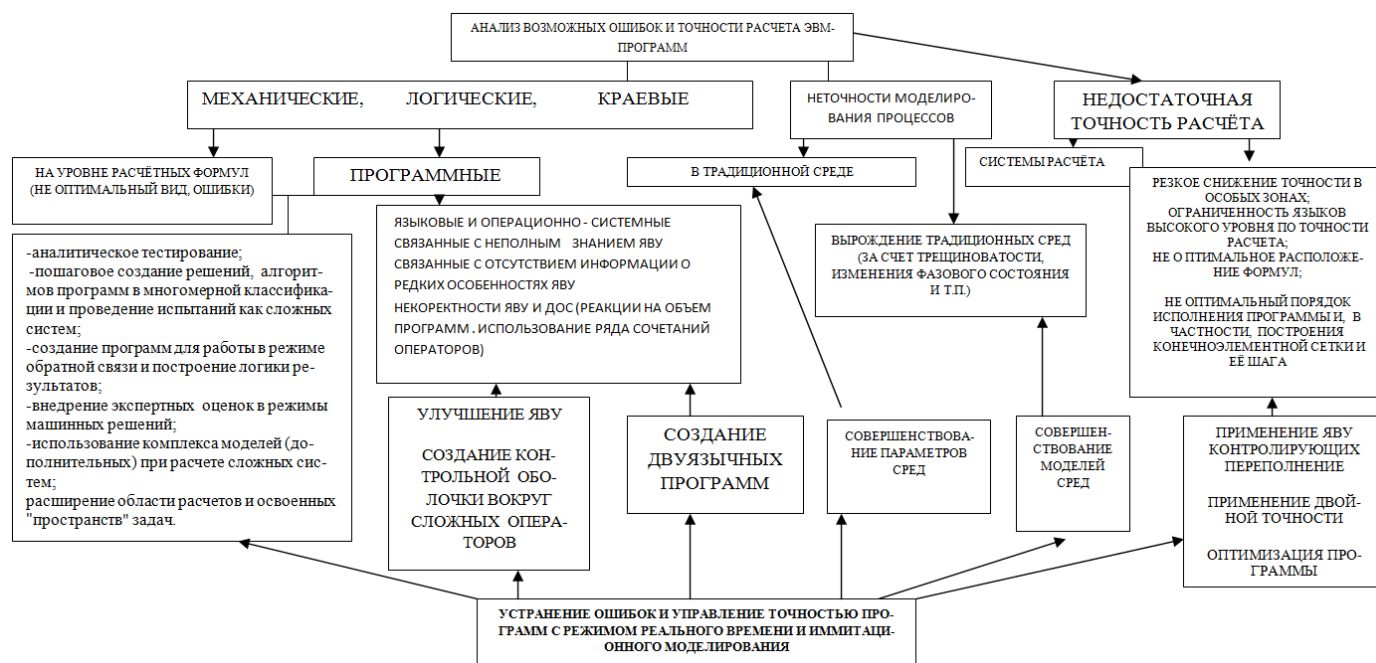 АНАЛИЗ ВОЗМОЖНЫХ ОШИБОК И ТОЧНОСТИ РАСЧЕТА ЭВМ-
ПРОГРАММ
МЕХАНИЧЕСКИЕ, ЛОГИЧЕСКИЕ, КРАЕВЫЕ
НЕТОЧНОСТИ МОДЕЛИРО-
ВАНИЯ ПРОЦЕССОВ
НЕДОСТАТОЧНАЯ
ТОЧНОСТЬ РАСЧЁТА
НА УРОВНЕ РАСЧЁТНЫХ ФОРМУЛ
(НЕ ОПТИМАЛЬНЫЙ ВИД, ОШИБКИ)
ПРОГРАММНЫЕ
В ТРАДИЦИОННОЙ СРЕДЕ
СИСТЕМЫ РАСЧЁТА
РЕЗКОЕ СНИЖЕНИЕ ТОЧНОСТИ В
ОСОБЫХ ЗОНАХ;
ОГРАНИЧЕННОСТЬ ЯЗЫКОВ
ВЫСОКОГО УРОВНЯ ПО ТОЧНОСТИ
РАСЧЕТА;
НЕ О ПТИМАЛЬНОЕ РАСПОЛОЖЕ-
НИЕ ФОРМУЛ;
НЕ ОПТИМАЛЬНЫЙ ПОРЯДОК
ИСПОЛНЕНИЯ ПРОГРАММЫ И, В
ЧАСТНОСТИ, ПОСТРОЕНИЯ
КОНЕЧНОЭЛЕМЕНТНОЙ СЕТКИ И
ЕЁ ШАГА
ЯЗЫКОВЫЕ И ОПЕРАЦИОННО - СИСТЕМНЫЕ
СВЯЗАННЫЕ С НЕПОЛНЫМ ЗНАНИЕМ ЯВУ
СВЯЗАННЫЕ С ОТСУТСТВИЕМ ИНФОРМАЦИИ О
РЕДКИХ ОСОБЕННОСТЯХ ЯВУ
НЕКОРЕКТНОСТИ ЯВУ И ДОС (РЕАКЦИИ НА ОБЪЕМ
ПРОГРАММ . ИСПОЛЬЗОВАНИЕ РЯДА СОЧЕТАНИЙ
ОПЕРАТОРОВ)
ВЫРОЖДЕНИЕ ТРАДИЦИОННЫХ СРЕД
(ЗА СЧЕТ ТРЕЩИНОВАТОСТИ,
ИЗМЕНЕНИЯ ФАЗОВОГО СОСТОЯНИЯ
И Т.П.)
-аналитическое тестирование;
-пошаговое создание решений, алгорит-
мов программ в многомерной классифика-
ции и проведение испытаний как сложных
систем;
-создание программ для работы в режиме
обратной связи и построение логики ре-
зультатов;
-внедрение экспертных оценок в режимы
машинных решений;
-использование комплекса моделей (до-
полнительных) при расчете сложных сис-
тем;
расширение области расчетов и освоенных
"пространств" задач.
УЛУЧШЕНИЕ ЯВУ
СОЗДАНИЕ КОН-
ТРОЛЬНОЙ ОБО-
ЛОЧКИ ВОКРУГ
СЛОЖНЫХ ОПЕРА-
ТОРОВ
СОЗДАНИЕ
ДВУЯЗЫЧНЫХ
ПРОГРАММ
СОВЕРШЕНСТВОВА-
НИЕ ПАРАМЕТРОВ
СРЕД
СОВЕРШЕН-
СТВОВАНИЕ
МОДЕЛЕЙ
СРЕД
ПРИМЕНЕНИЕ ЯВУ
КОНТРОЛИРУЮЩИХ
ПЕРЕПОЛНЕНИЕ
ПРИМЕНЕНИЕ ДВОЙ-
НОЙ ТОЧНОСТИ
ОПТИМИЗАЦИЯ ПРО-
ГРАММЫ
УСТРАНЕНИЕ ОШИБОК И УПРАВЛЕНИЕ ТОЧНОСТЬЮ ПРО-
ГРАММ С РЕЖИМОМ РЕАЛЬНОГО ВРЕМЕНИ И ИММИТАЦИ-
ОННОГО МОДЕЛИРОВАНИЯ